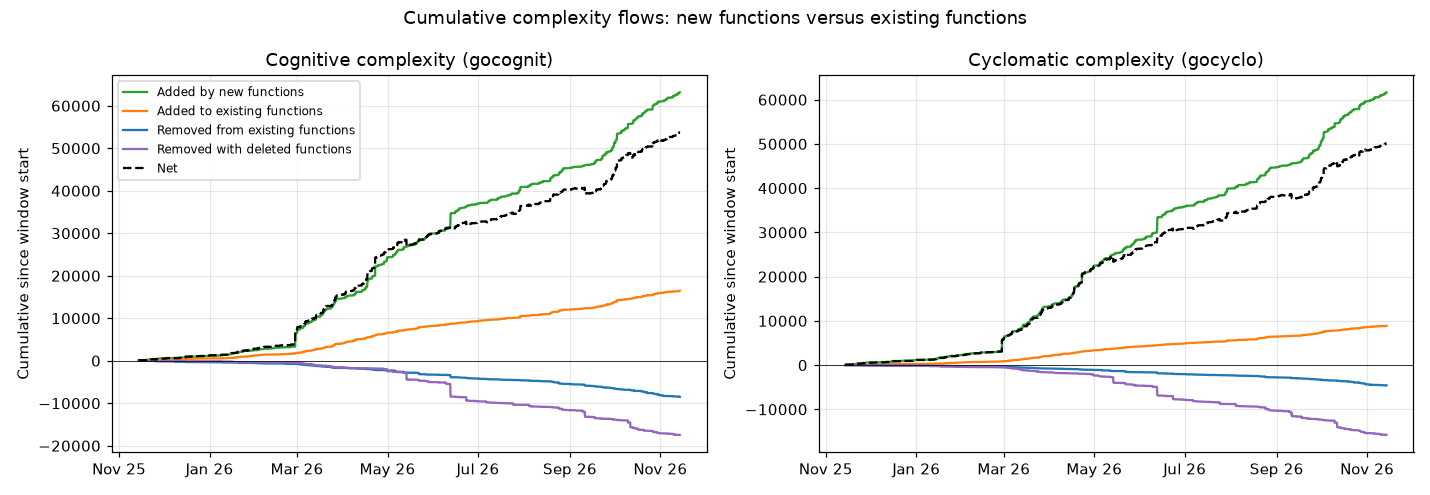 Cumulative complexity flows: new functions versus existing functions
Cognitive complexity (gocognit)
Cumulative since window start
60000
50000
40000
30000
20000
10000
0
−10000
−20000
Added by new functions
Added to existing functions
Removed from existing functions
Removed with deleted functions
Net
Nov 25 Jan 26 Mar 26 May 26 Jul 26 Sep 26 Nov 26
Cyclomatic complexity (gocyclo)
Cumulative since window start
60000
50000
40000
30000
20000
10000
0
−10000
Nov 25 Jan 26 Mar 26 May 26 Jul 26 Sep 26 Nov 26